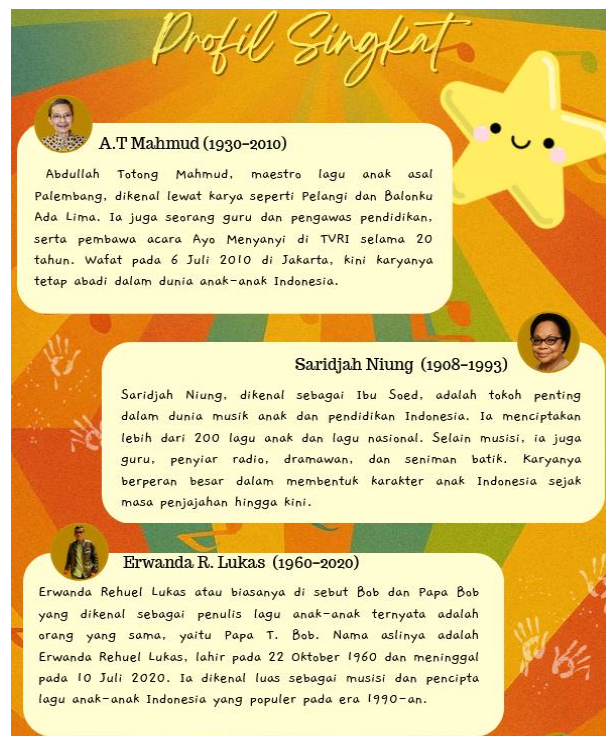 Profil Singkat
A.T Mahmud (1930-2010)
Abdullah Totong Mahmud, maestro lagu anak asal
Palembang, dikenal lewat karya seperti Pelangi dan Balonku
Ada Lima. Ia juga seorang guru dan pengawas pendidikan,
serta pembawa acara Ayo Menyanyi di TVRI selama 20
tahun. Wafat pada 6 Juli 2010 di Jakarta, kini karyanya
tetap abadi dalam dunia anak-anak Indonesia.
Saridjah Niung (1908-1993)
Saridjah Niung, dikenal sebagai Ibu Soed, adalah tokoh penting
dalam dunia musik anak dan pendidikan Indonesia. Ia menciptakan
lebih dari 200 lagu anak dan lagu nasional. Selain musisi, ia juga
guru, penyiar radio, dramawan, dan seniman batik. Karyanya
berperan besar dalam membentuk karakter anak Indonesia sejak
masa penjajahan hingga kini.
Erwanda R. Lukas (1960-2020)
Erwanda Rehuel Lukas atau biasanya di sebut Bob dan Papa Bob
yang dikenal sebagai penulis lagu anak-anak ternyata adalah
orang yang sama, yaitu Papa T. Bob. Nama aslinya adalah
Erwanda Rehuel Lukas, lahir pada 22 Oktober 1960 dan meninggal
pada 10 Juli 2020. Ia dikenal luas sebagai musisi dan pencipta
lagu anak-anak Indonesia yang populer pada era 1990-an.